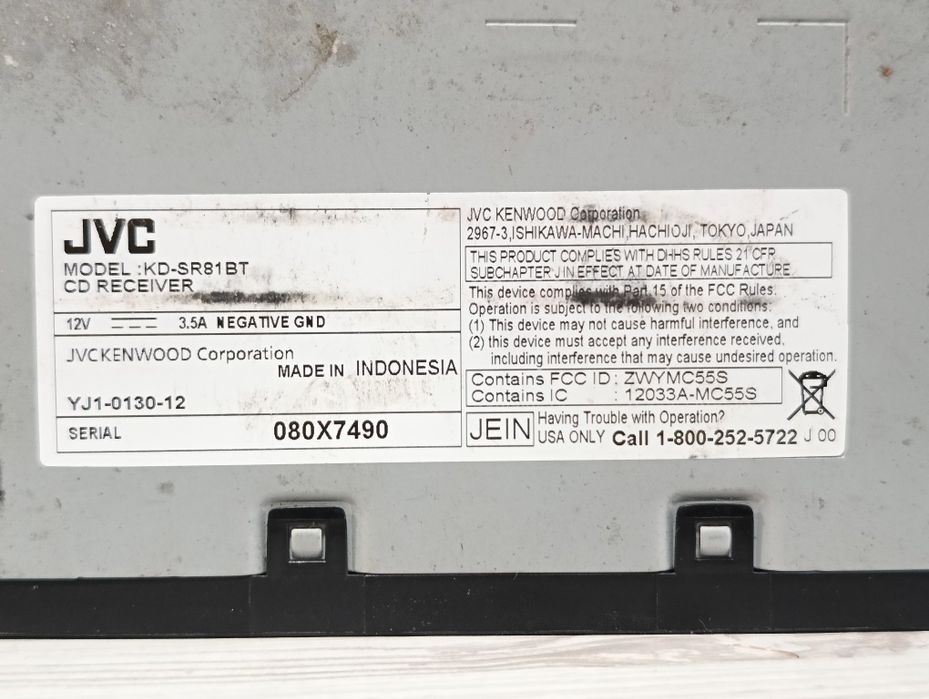 JVC
MODEL :KD-SR81BT
CD RECEIVER
12V 3.5A NEGATIVE GND
JVCKENWOOD Corporation
MADE IN INDONESIA
YJ1-0130-12
SERIAL 080X7490
JVC KENWOOD Corporation
2967-3,ISHIKAWA-MACHI,HACHIOJI, TOKYO,JAPAN
THIS PRODUCT COMPLIES WITH DHHS RULES 21 CFR
SUBCHAPTER J IN EFFECT AT DATE OF MANUFACTURE.
This device complies with Part 15 of the FCC Rules.
Operation is subject to the following two conditions:
(1) This device may not cause harmful interference, and
(2) this device must accept any interference received,
including interference that may cause undesired operation.
Contains FCC ID : ZWYMC55S
Contains IC : 12033A-MC55S
JEIN
Having Trouble with Operation?
USA ONLY Call 1-800-252-5722 J 00